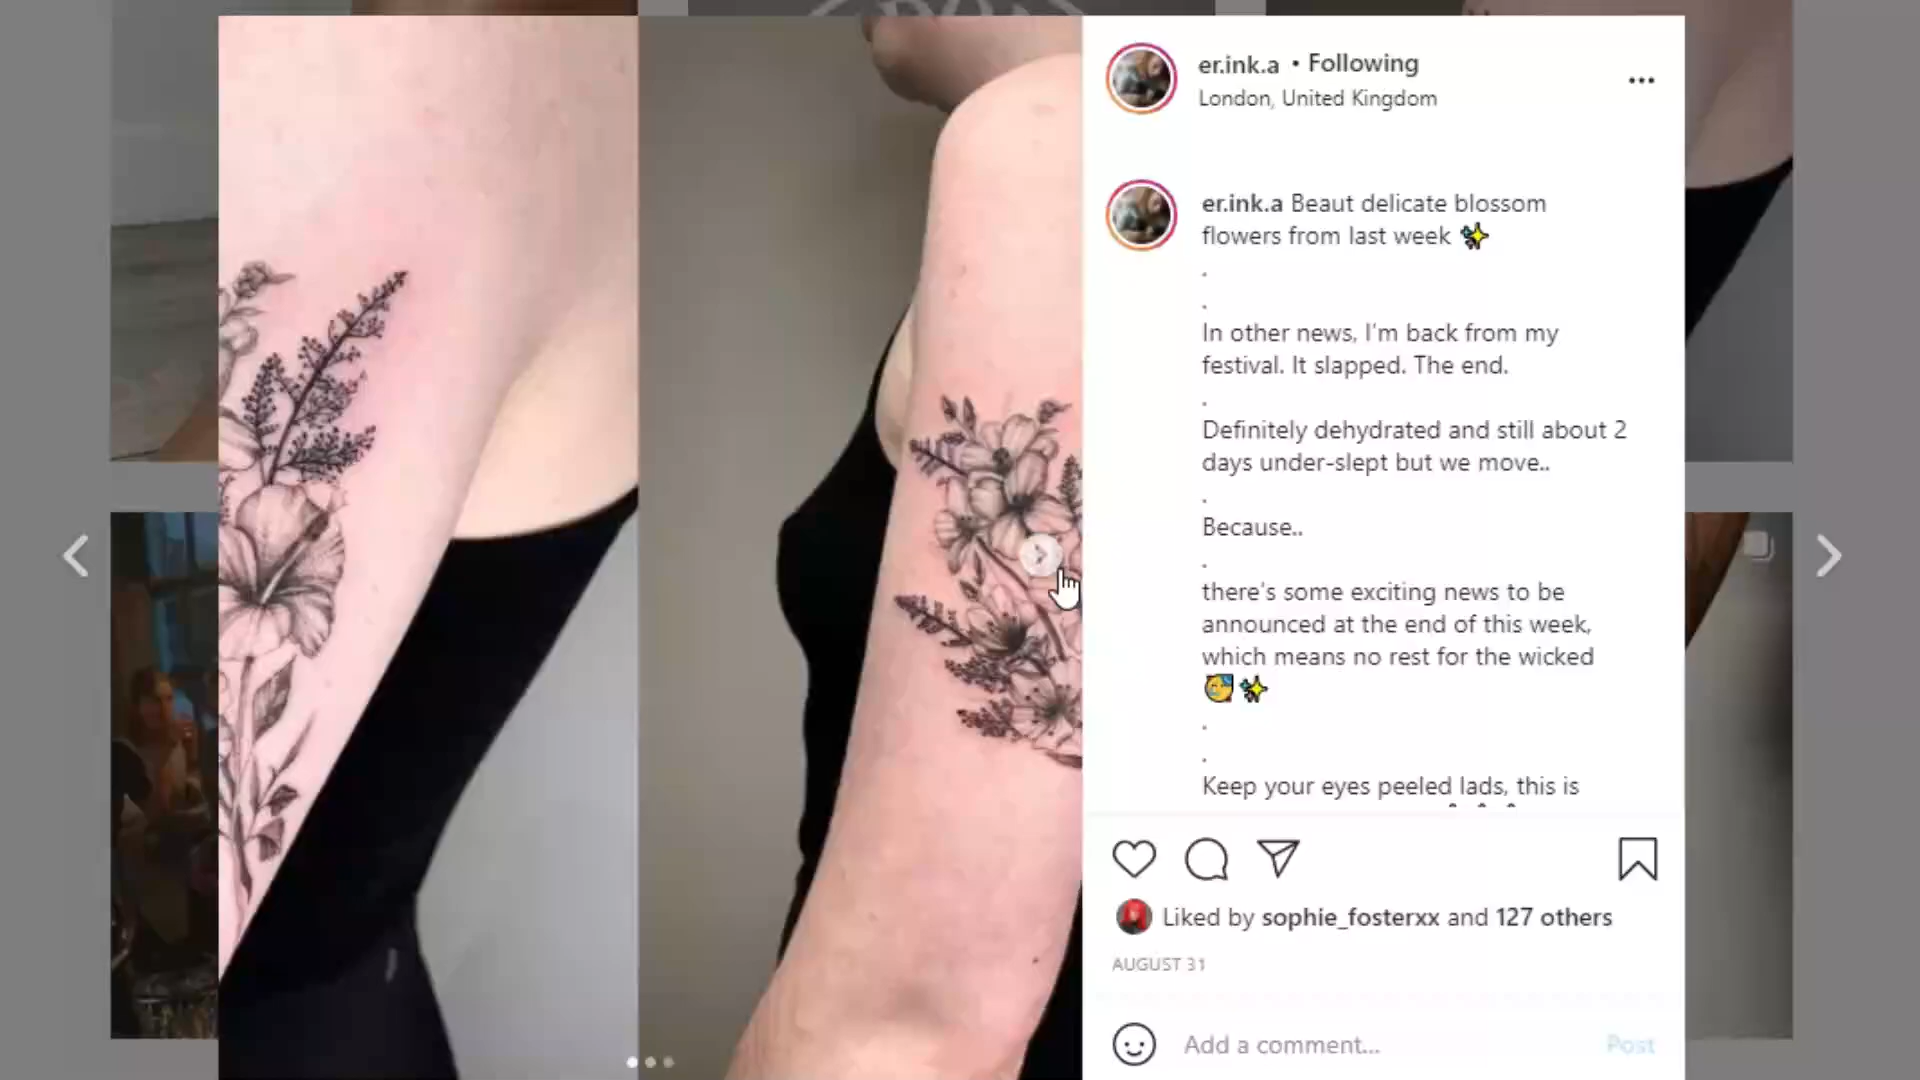 er.ink.a • Following
London, United Kingdom
er.ink.a Beaut delicate blossom
flowers from last week ✨
.
.
In other news, I'm back from my
festival. It slapped. The end.
.
Definitely dehydrated and still about 2
days under-slept but we move..
.
Because..
.
there's some exciting news to be
announced at the end of this week,
which means no rest for the wicked
🥳✨
.
.
Keep your eyes peeled lads, this is
Liked by sophie_fosterxx and 127 others
AUGUST 31
Add a comment...
Post